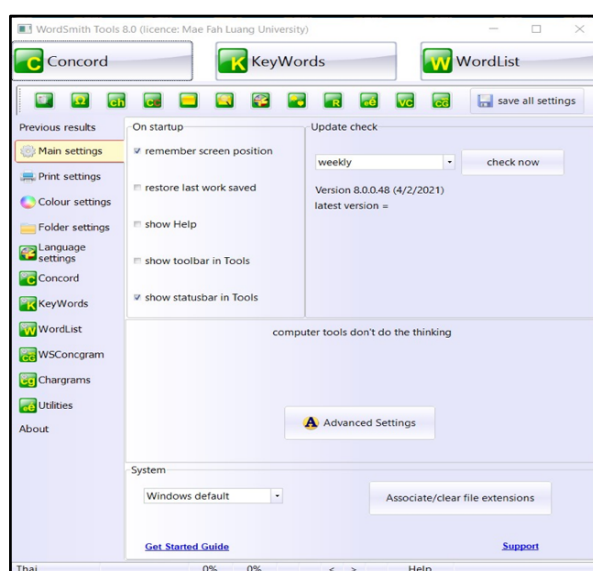 WordSmith Tools 8.0 (licence: Mae Fah Luang University)
C Concord
K KeyWords
W WordList
save all settings
Previous results
Main settings
Print settings
Colour settings
Folder settings
Language
settings
Concord
KeyWords
WordList
WSConcgram
Chargrams
Utilities
About
On startup
remember screen position
restore last work saved
show Help
show toolbar in Tools
show statusbar in Tools
Update check
weekly
check now
Version 8.0.0.48 (4/2/2021)
latest version =
computer tools don't do the thinking
A Advanced Settings
System
Windows default
Associate/clear file extensions
Get Started Guide
Support
Thai 0% 0% < > Help